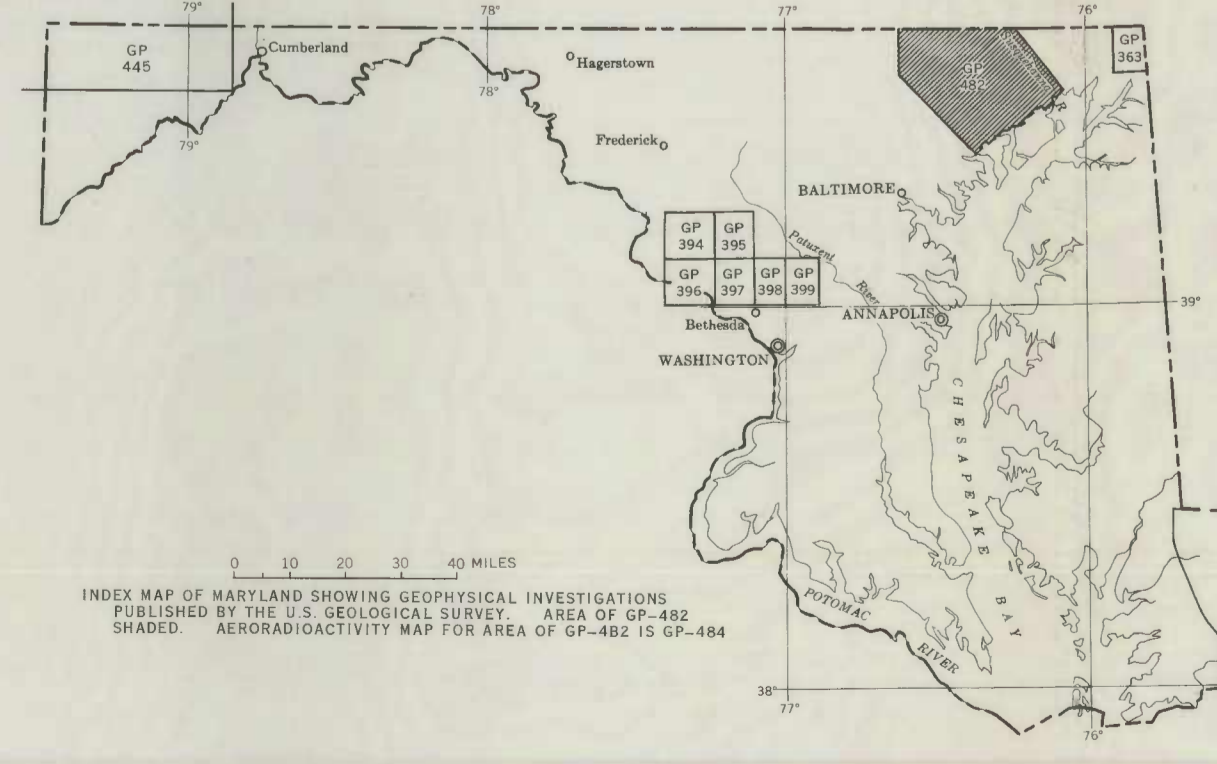 79°
78°
77°
76°
GP
445
Cumberland
Hagerstown
GP
482
GP
363
78°
79°
Frederick
BALTIMORE
GP
394
GP
395
Patuxent
River
GP
396
GP
397
GP
398
GP
399
39°
ANNAPOLIS
Bethesda
WASHINGTON
CHESAPEAKE BAY
0 10 20 30 40 MILES
INDEX MAP OF MARYLAND SHOWING GEOPHYSICAL INVESTIGATIONS
PUBLISHED BY THE U.S. GEOLOGICAL SURVEY. AREA OF GP-482
SHADED. AERORADIOACTIVITY MAP FOR AREA OF GP-4B2 IS GP-484
POTOMAC
RIVER
38°
77°
76°